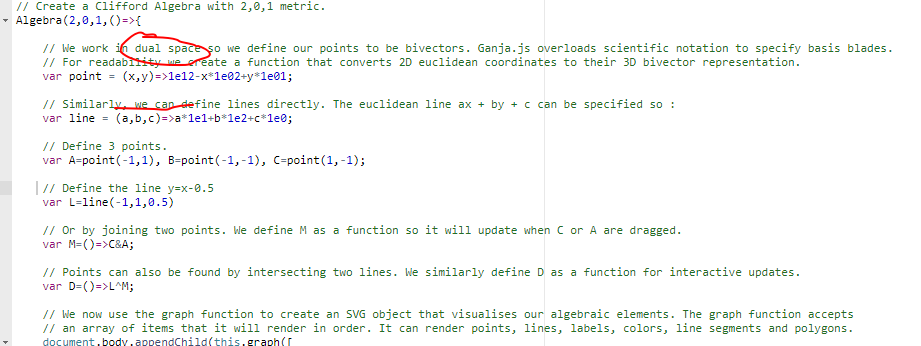 // Create a Clifford Algebra with 2,0,1 metric.
Algebra(2,0,1,()=>{
// We work in dual space so we define our points to be bivectors. Ganja.js overloads scientific notation to specify basis blades.
// For readability we create a function that converts 2D euclidean coordinates to their 3D bivector representation.
var point = (x,y)=>1e12-x*1e02+y*1e01;
// Similarly, we can define lines directly. The euclidean line ax + by + c can be specified so :
var line = (a,b,c)=>a*1e1+b*1e2+c*1e0;
// Define 3 points.
var A=point(-1,1), B=point(-1,-1), C=point(1,-1);
// Define the line y=x-0.5
var L=line(-1,1,0.5)
// Or by joining two points. We define M as a function so it will update when C or A are dragged.
var M=()=>C&A;
// Points can also be found by intersecting two lines. We similarly define D as a function for interactive updates.
var D=()=>L^M;
// We now use the graph function to create an SVG object that visualises our algebraic elements. The graph function accepts
// an array of items that it will render in order. It can render points, lines, labels, colors, line segments and polygons.
document.body.appendChild(this.graph([